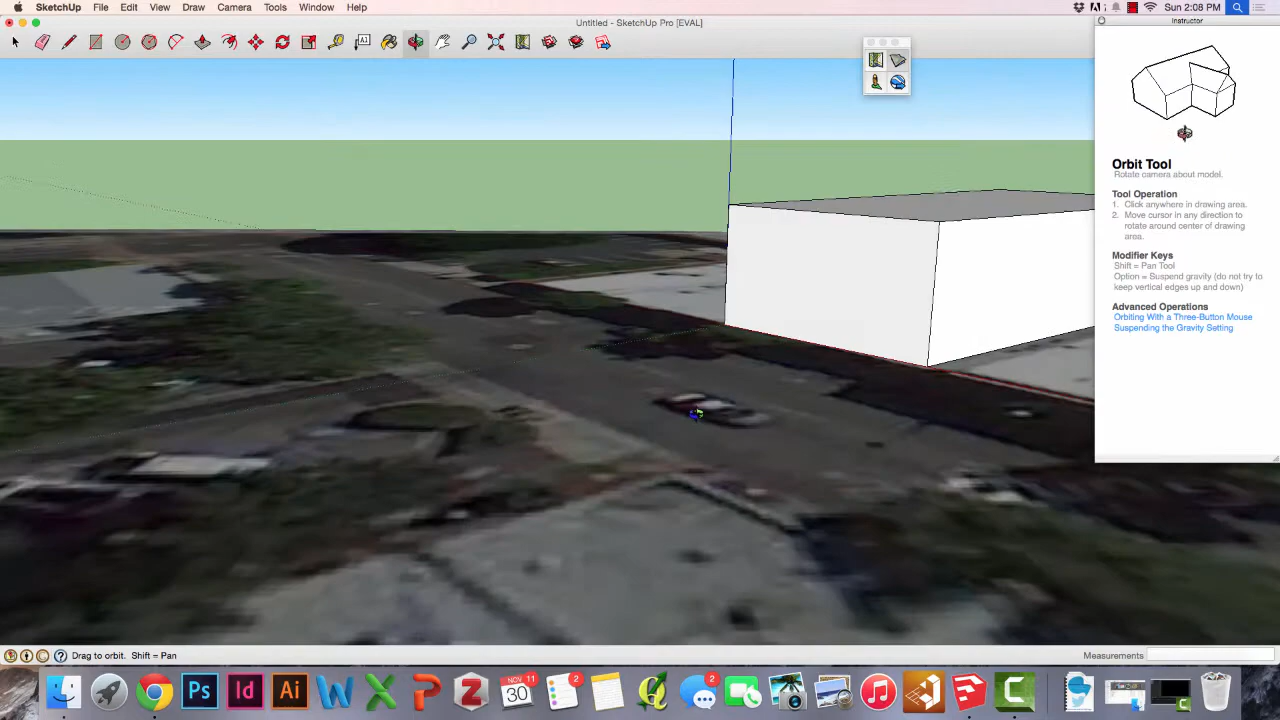 SketchUp File Edit View Draw Camera Tools Window Help
Sun 2:08 PM
Untitled - SketchUp Pro [EVAL]
Instructor
A1
Orbit Tool
Rotate camera about model.
Tool Operation
1. Click anywhere in drawing area.
2. Move cursor in any direction to
rotate around center of drawing
area.
Modifier Keys
Shift = Pan Tool
Option = Suspend gravity (do not try to
keep vertical edges up and down)
Advanced Operations
Orbiting With a Three-Button Mouse
Suspending the Gravity Setting
Drag to orbit. Shift = Pan
Measurements
Ps
Id
Ai
W
X
P
Z
NOV 11
30
2
2
C